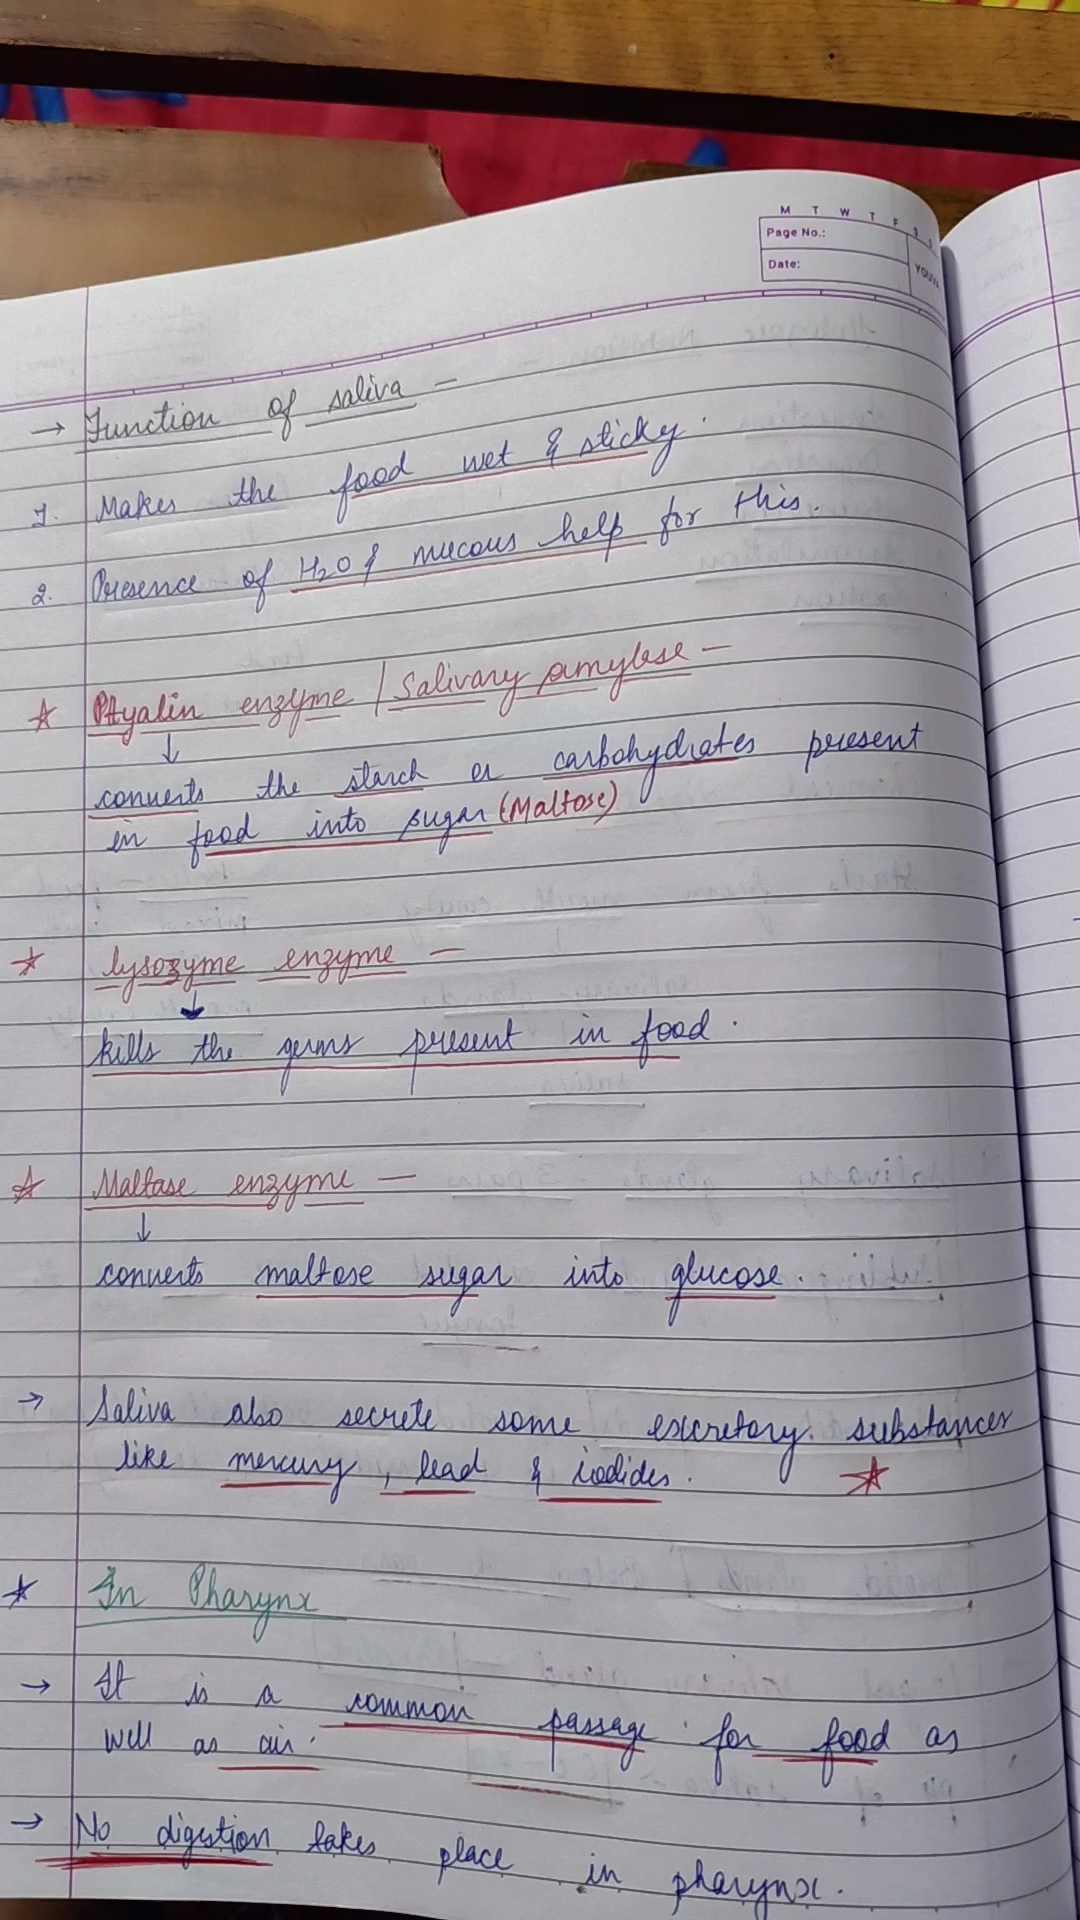 M T W T F S S
Page No.:
Date:
YOUVA
→ Function of saliva —
1. Makes the food wet & sticky.
2. Presence of H2O & mucous help for this.
☆ Ptyalin enzyme / Salivary amylase —
↓
converts the starch or carbohydrates present
in food into sugar (Maltose)
☆ lysozyme enzyme —
↓
kills the germs present in food.
☆ Maltase enzyme —
↓
converts maltose sugar into glucose.
→ Saliva also secrete some excretory substances
like mercury, lead & iodides. ☆
☆ In Pharynx
→ It is a common passage for food as
well as air.
→ No digestion takes place in pharynx.